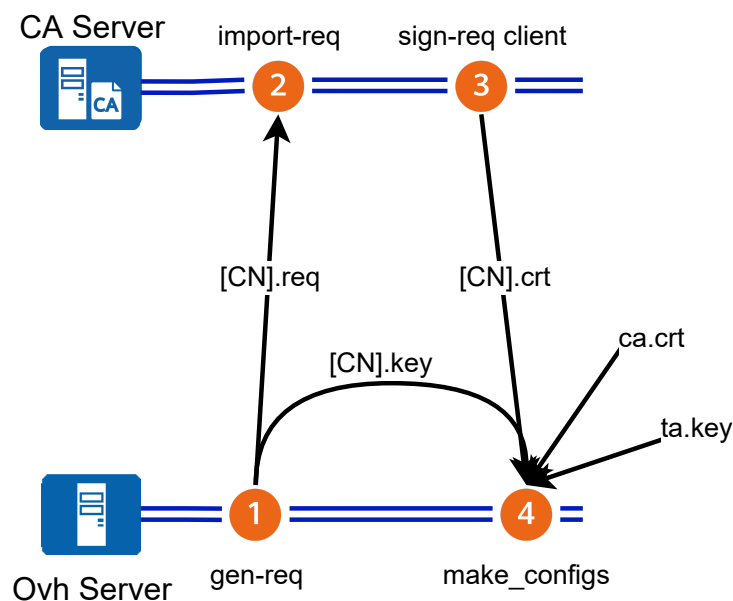 CA Server
import-req
sign-req client
CA
2
3
[CN].req
[CN].crt
ca.crt
[CN].key
ta.key
1
4
gen-req
make_configs
Ovh Server